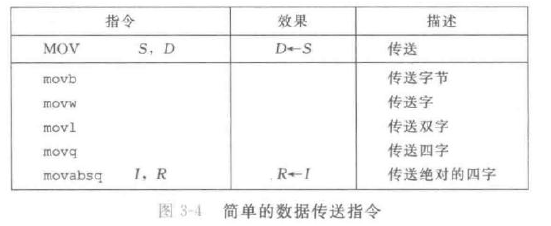 指令 效果 描述
MOV S, D D←S 传送
movb 传送字节
movw 传送字
movl 传送双字
movq 传送四字
movabsq I, R R←I 传送绝对的四字
图 3-4 简单的数据传送指令